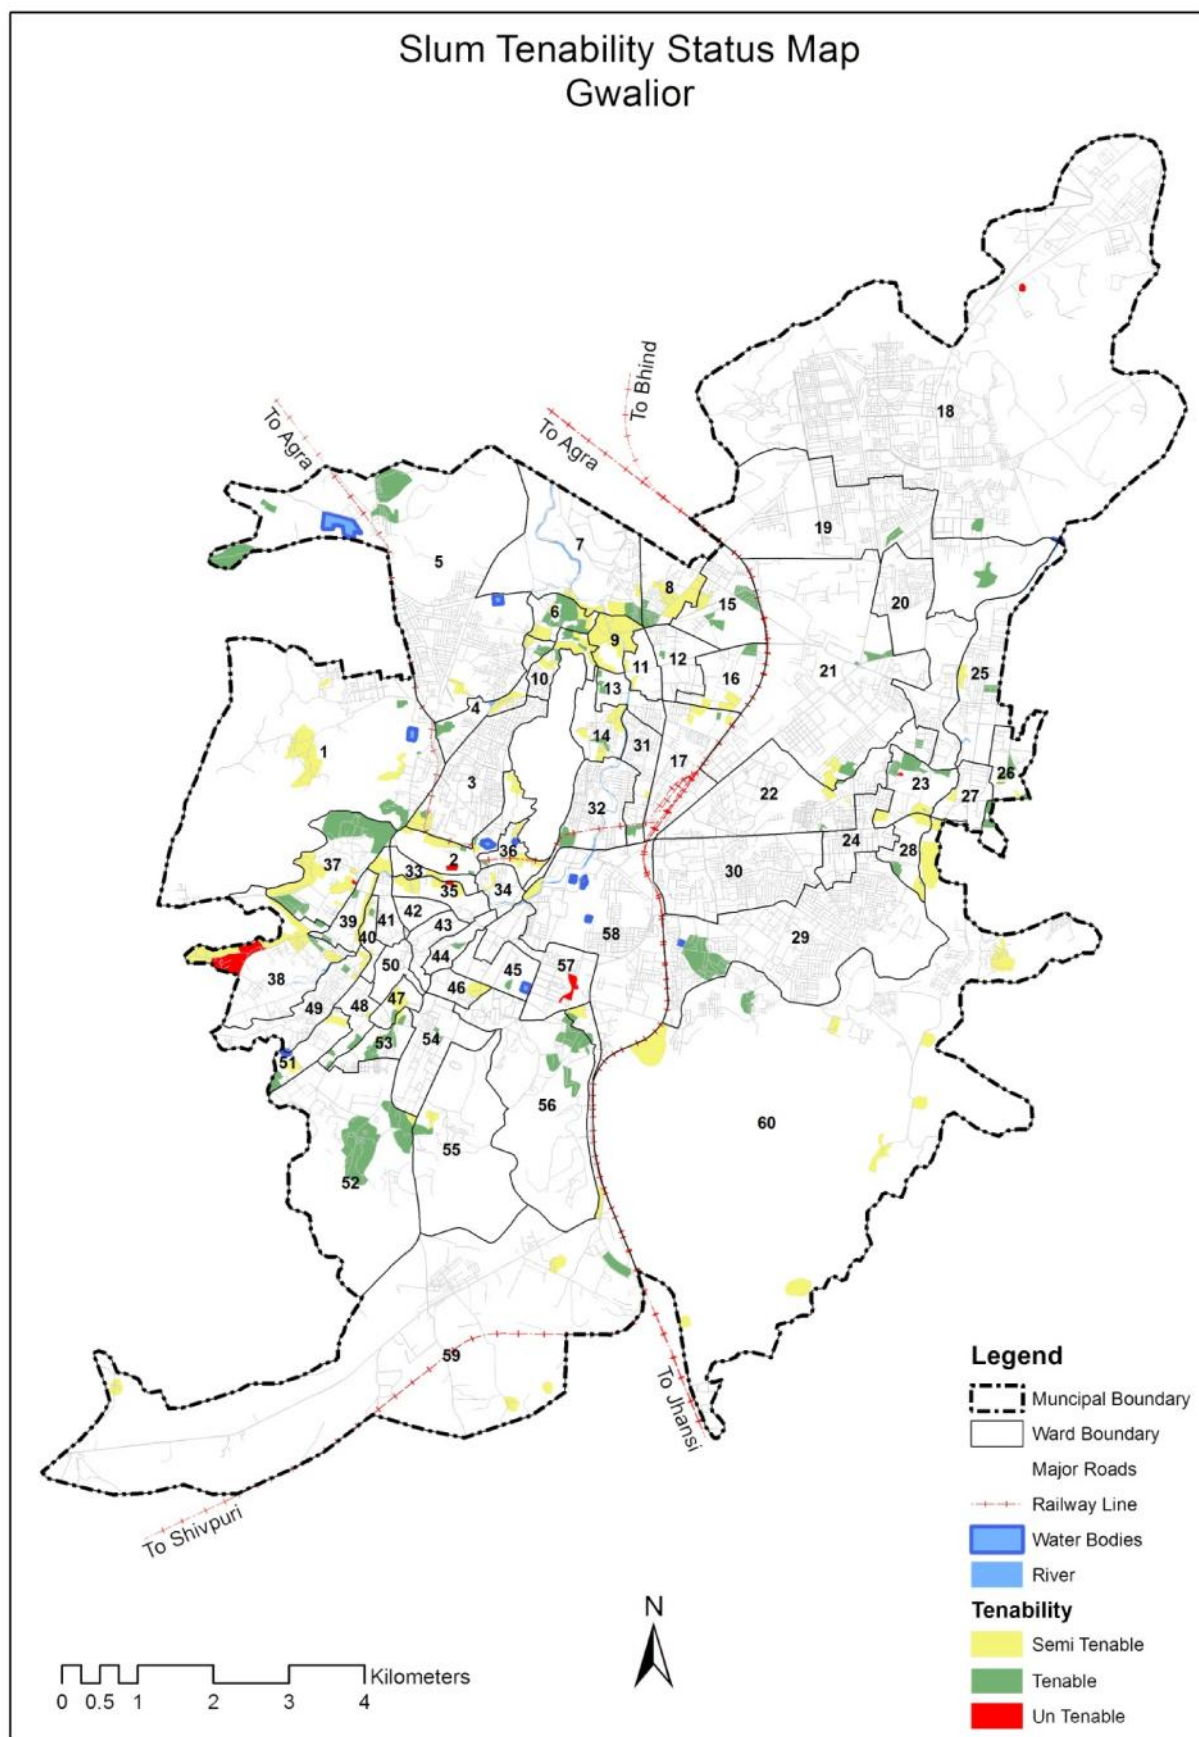 Slum Tenability Status Map
Gwalior
To Bhind
To Agra
To Agra
18
19
7
5
8
20
15
6
9
12
11
21
25
10
16
13
4
14
31
1
17
26
3
23
22
27
32
24
36
28
2
37
33
30
34
35
42
39
41
43
40
58
29
44
50
57
45
38
46
47
49
48
54
53
51
56
60
55
52
59
To Jhansi
To Shivpuri
Legend
Muncipal Boundary
Ward Boundary
Major Roads
Railway Line
Water Bodies
River
Tenability
Semi Tenable
Tenable
Un Tenable
N
Kilometers
0 0.5 1 2 3 4